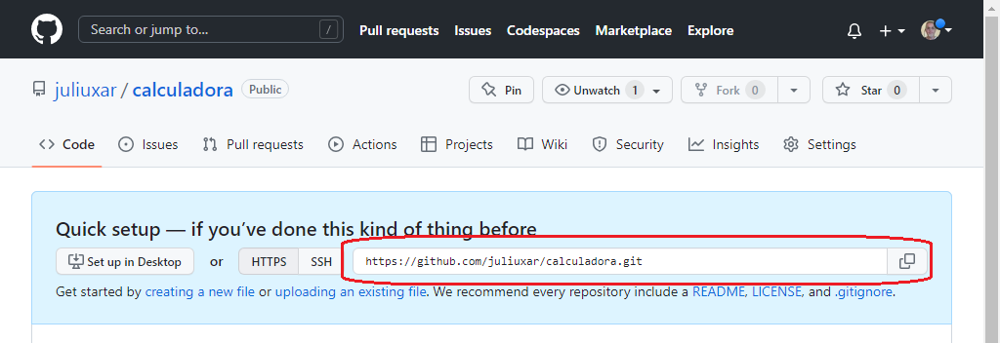 Search or jump to... / Pull requests Issues Codespaces Marketplace Explore
juliuxar / calculadora Public Pin Unwatch 1 Fork 0 Star 0
Code Issues Pull requests Actions Projects Wiki Security Insights Settings
Quick setup — if you've done this kind of thing before
Set up in Desktop or HTTPS SSH https://github.com/juliuxar/calculadora.git
Get started by creating a new file or uploading an existing file. We recommend every repository include a README, LICENSE, and .gitignore.